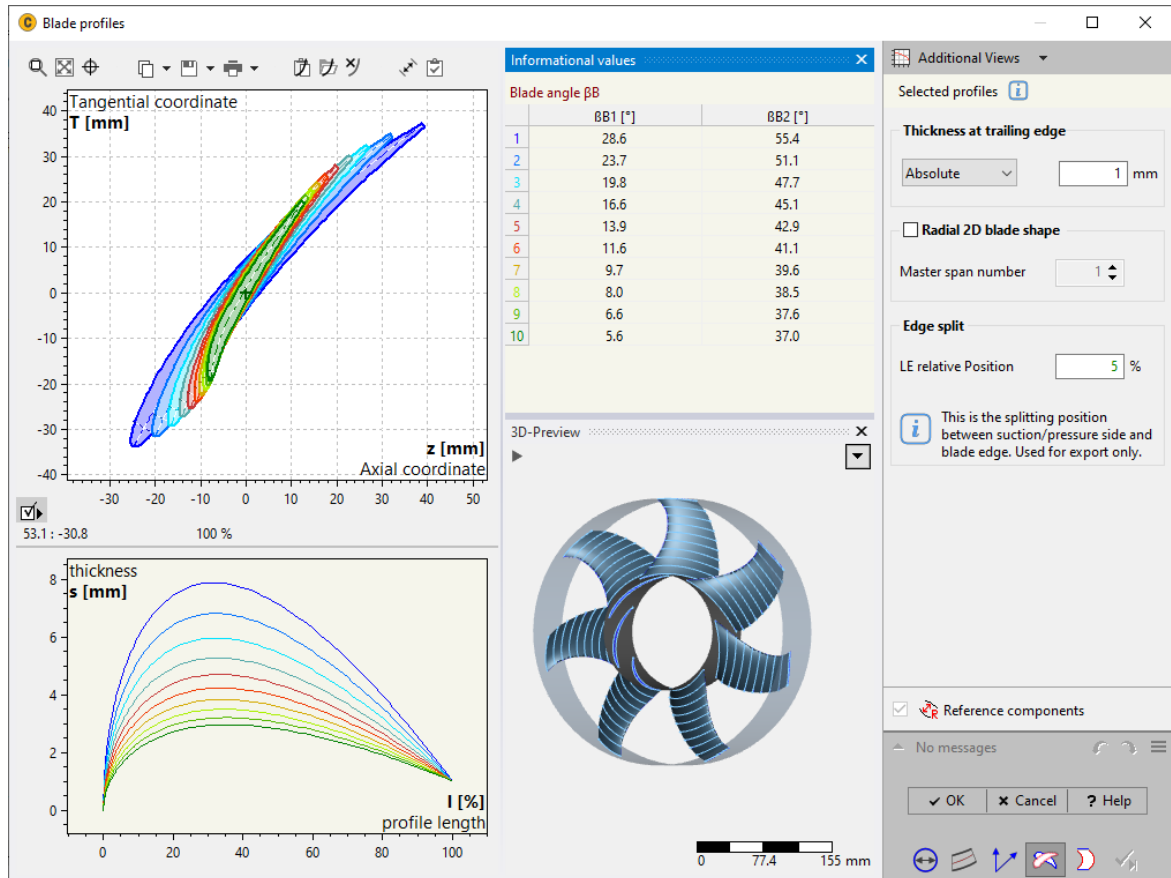 C Blade profiles
Tangential coordinate
T [mm]
40
30
20
10
0
-10
-20
-30
-40
z [mm]
Axial coordinate
-30 -20 -10 0 10 20 30 40 50
53.1 : -30.8 100 %
thickness
s [mm]
8
6
4
2
0
l [%]
profile length
0 20 40 60 80 100
Informational values
Blade angle βB
ßB1 [°] ßB2 [°]
1 28.6 55.4
2 23.7 51.1
3 19.8 47.7
4 16.6 45.1
5 13.9 42.9
6 11.6 41.1
7 9.7 39.6
8 8.0 38.5
9 6.6 37.6
10 5.6 37.0
3D-Preview
0 77.4 155 mm
Additional Views
Selected profiles i
Thickness at trailing edge
Absolute 1 mm
Radial 2D blade shape
Master span number 1
Edge split
LE relative Position 5 %
i This is the splitting position
between suction/pressure side and
blade edge. Used for export only.
R Reference components
No messages
OK Cancel ? Help